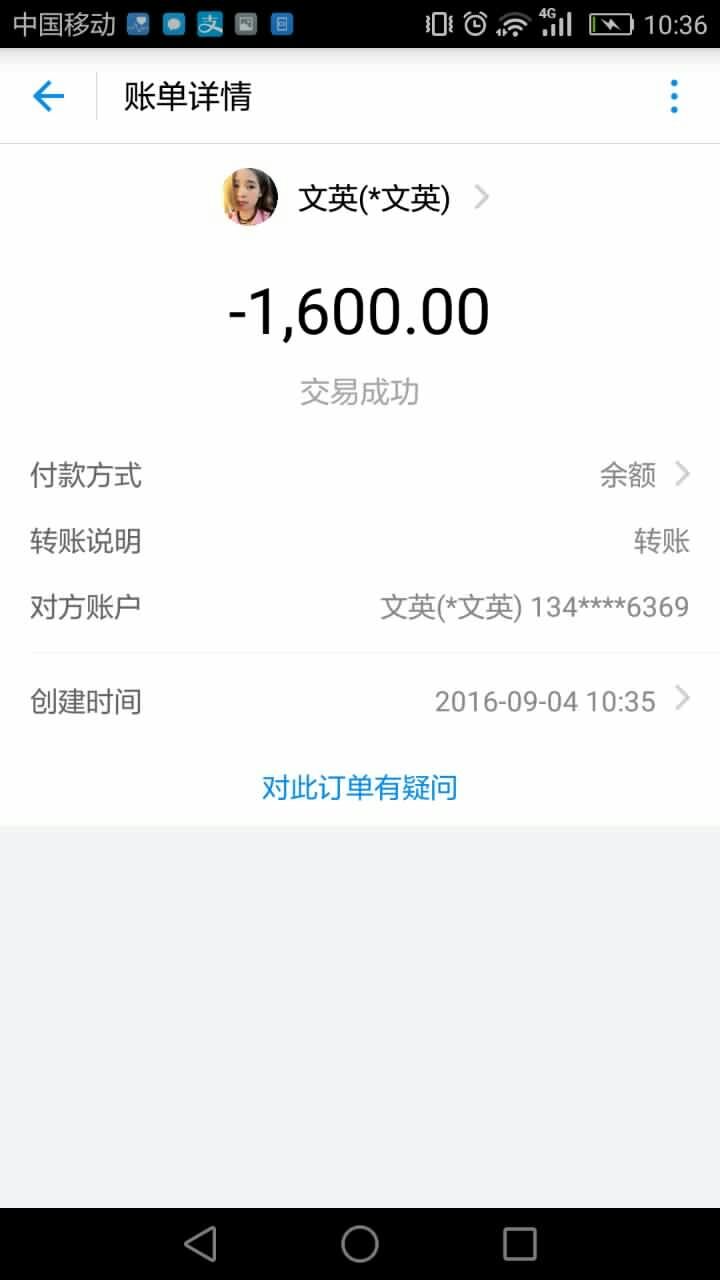 中国移动 4G 10:36
账单详情
文英(*文英)
-1,600.00
交易成功
付款方式 余额
转账说明 转账
对方账户 文英(*文英) 134****6369
创建时间 2016-09-04 10:35
对此订单有疑问